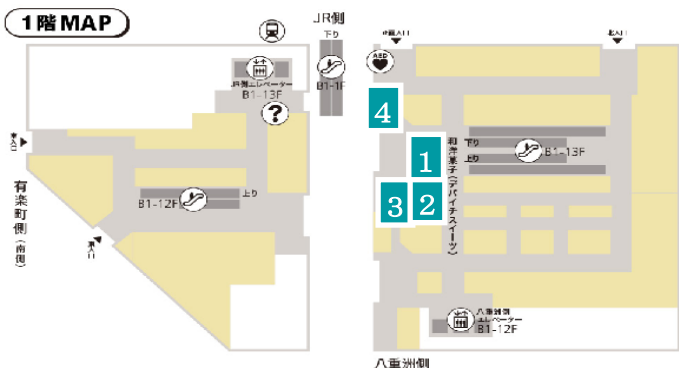 1階MAP
JR側
下り
B1-1F
JR側エレベーター
B1-13F
?
上り
B1-12F
有楽町側(南側)
AED
4
1
3
2
和洋菓子(デパイチスイーツ)
下り
上り
B1-13F
八重洲側
エレベーター
B1-12F
八重洲側